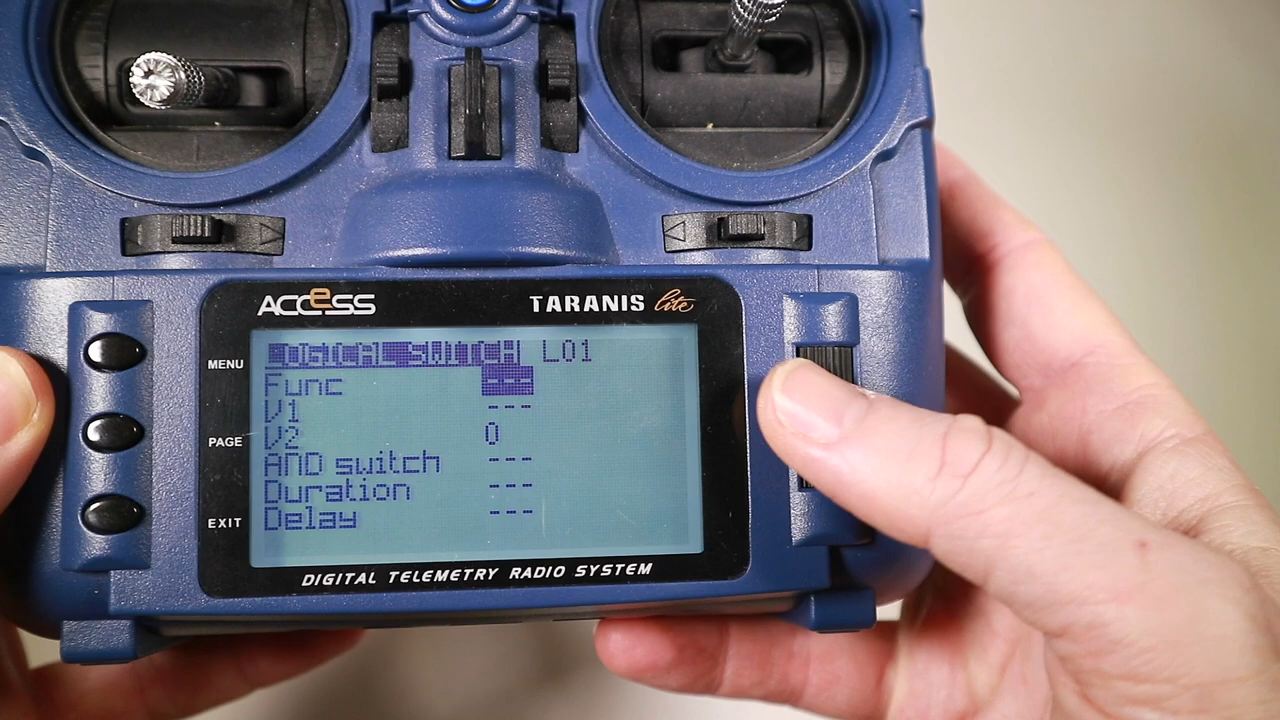 ACCESS TARANIS lite
MENU
PAGE
EXIT
LOGICAL SWITCH L01
Func ---
V1 ---
V2 0
AND switch ---
Duration ---
Delay ---
DIGITAL TELEMETRY RADIO SYSTEM